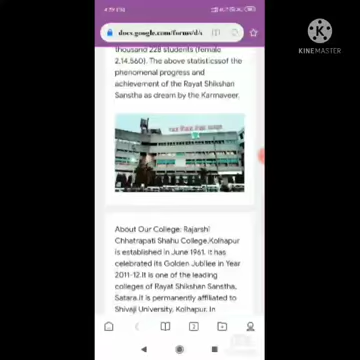 4:59
docs.google.com/forms/d/s
KINEMASTER
thousand 228 students (female
2,14,560). The above statisticsof the
phenomenal progress and
achievement of the Rayat Shikshan
Sanstha as dream by the Karmaveer.
About Our College: Rajarshi
Chhatrapati Shahu College,Kolhapur
is established in June 1961. It has
celebrated its Golden Jubilee in Year
2011-12.It is one of the leading
colleges of Rayat Shikshan Sanstha,
Satara.It is permanently affiliated to
Shivaji University, Kolhapur. In